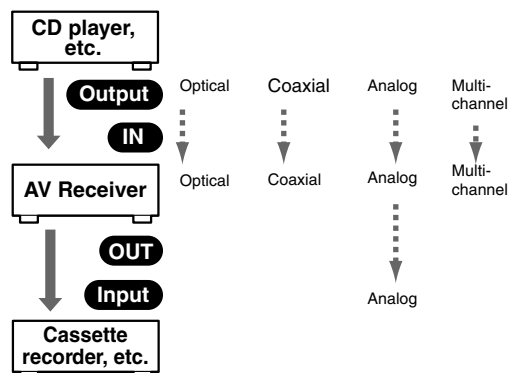 CD player,
etc.
Output
Optical
Coaxial
Analog
Multi-
channel
IN
AV Receiver
Optical
Coaxial
Analog
Multi-
channel
OUT
Input
Analog
Cassette
recorder, etc.